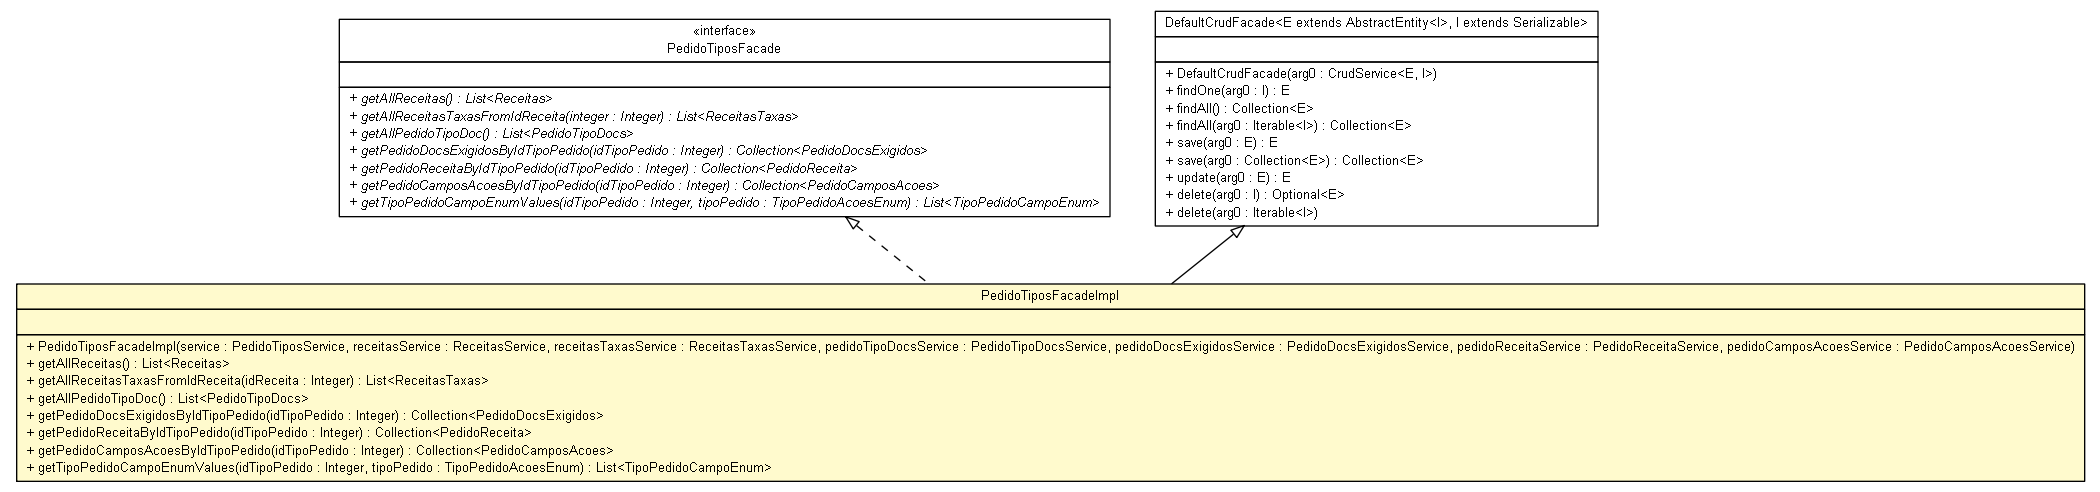 «interface»
PedidoTiposFacade
+ getAllReceitas() : List<Receitas>
+ getAllReceitasTaxasFromIdReceita(integer : Integer) : List<ReceitasTaxas>
+ getAllPedidoTipoDoc() : List<PedidoTipoDocs>
+ getPedidoDocsExigidosByIdTipoPedido(idTipoPedido : Integer) : Collection<PedidoDocsExigidos>
+ getPedidoReceitaByIdTipoPedido(idTipoPedido : Integer) : Collection<PedidoReceita>
+ getPedidoCamposAcoesByIdTipoPedido(idTipoPedido : Integer) : Collection<PedidoCamposAcoes>
+ getTipoPedidoCampoEnumValues(idTipoPedido : Integer, tipoPedido : TipoPedidoAcoesEnum) : List<TipoPedidoCampoEnum>
DefaultCrudFacade<E extends AbstractEntity<I>, I extends Serializable>
+ DefaultCrudFacade(arg0 : CrudService<E, I>)
+ findOne(arg0 : I) : E
+ findAll() : Collection<E>
+ findAll(arg0 : Iterable<I>) : Collection<E>
+ save(arg0 : E) : E
+ save(arg0 : Collection<E>) : Collection<E>
+ update(arg0 : E) : E
+ delete(arg0 : I) : Optional<E>
+ delete(arg0 : Iterable<I>)
PedidoTiposFacadeImpl
+ PedidoTiposFacadeImpl(service : PedidoTiposService, receitasService : ReceitasService, receitasTaxasService : ReceitasTaxasService, pedidoTipoDocsService : PedidoTipoDocsService, pedidoDocsExigidosService : PedidoDocsExigidosService, pedidoReceitaService : PedidoReceitaService, pedidoCamposAcoesService : PedidoCamposAcoesService)
+ getAllReceitas() : List<Receitas>
+ getAllReceitasTaxasFromIdReceita(idReceita : Integer) : List<ReceitasTaxas>
+ getAllPedidoTipoDoc() : List<PedidoTipoDocs>
+ getPedidoDocsExigidosByIdTipoPedido(idTipoPedido : Integer) : Collection<PedidoDocsExigidos>
+ getPedidoReceitaByIdTipoPedido(idTipoPedido : Integer) : Collection<PedidoReceita>
+ getPedidoCamposAcoesByIdTipoPedido(idTipoPedido : Integer) : Collection<PedidoCamposAcoes>
+ getTipoPedidoCampoEnumValues(idTipoPedido : Integer, tipoPedido : TipoPedidoAcoesEnum) : List<TipoPedidoCampoEnum>